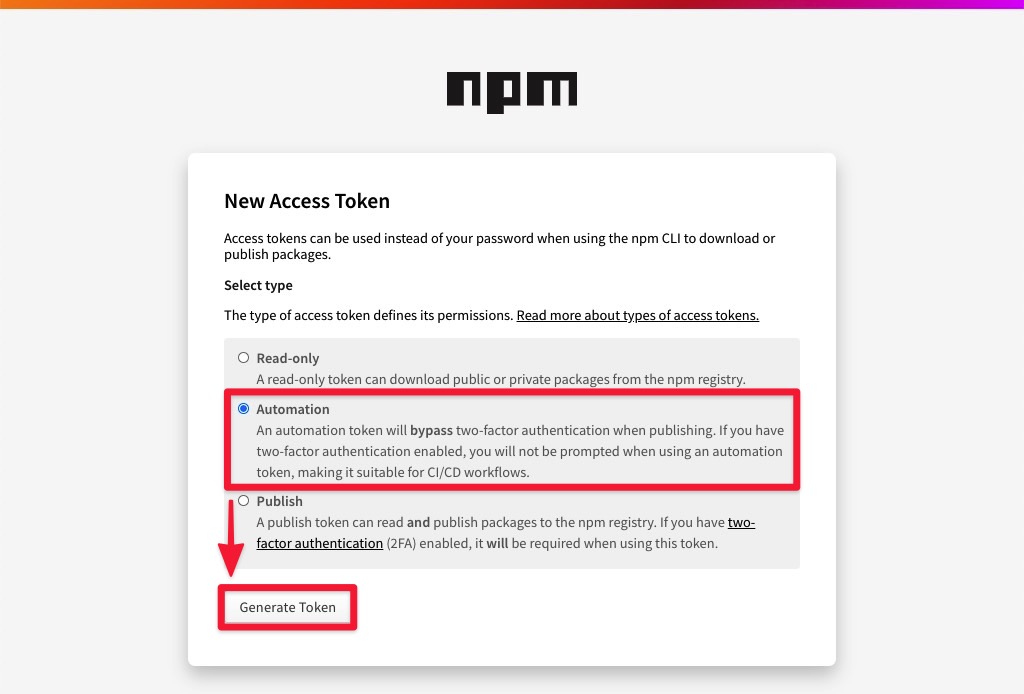 npm
New Access Token
Access tokens can be used instead of your password when using the npm CLI to download or
publish packages.
Select type
The type of access token defines its permissions. Read more about types of access tokens.
Read-only
A read-only token can download public or private packages from the npm registry.
Automation
An automation token will bypass two-factor authentication when publishing. If you have
two-factor authentication enabled, you will not be prompted when using an automation
token, making it suitable for CI/CD workflows.
Publish
A publish token can read and publish packages to the npm registry. If you have two-
factor authentication (2FA) enabled, it will be required when using this token.
Generate Token